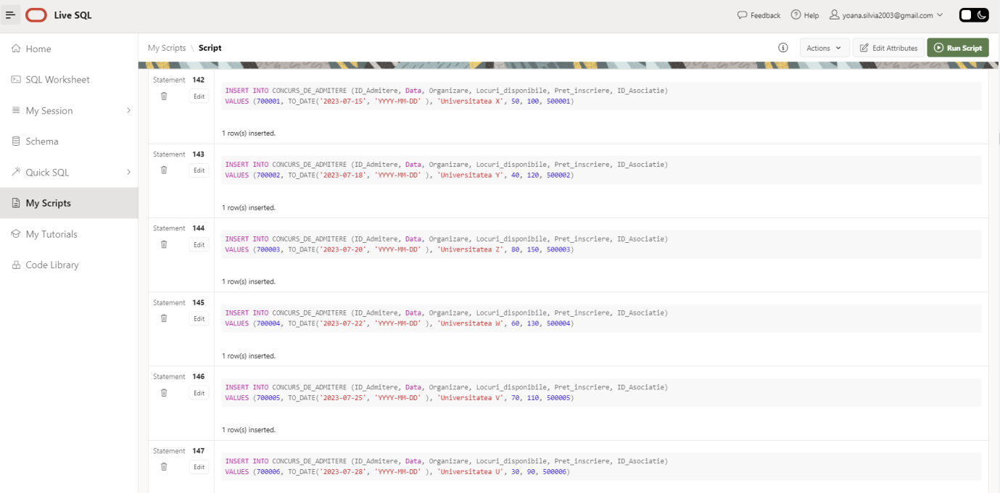 Live SQL
Feedback
Help
yoana.silvia2003@gmail.com
Home
SQL Worksheet
My Session
Schema
Quick SQL
My Scripts
My Tutorials
Code Library
My Scripts \ Script
Actions
Edit Attributes
Run Script
Statement 142
Edit
INSERT INTO CONCURS_DE_ADMITERE (ID_Admitere, Data, Organizare, Locuri_disponibile, Pret_inscriere, ID_Asociatie)
VALUES (700001, TO_DATE('2023-07-15', 'YYYY-MM-DD' ), 'Universitatea X', 50, 100, 500001)
1 row(s) inserted.
Statement 143
Edit
INSERT INTO CONCURS_DE_ADMITERE (ID_Admitere, Data, Organizare, Locuri_disponibile, Pret_inscriere, ID_Asociatie)
VALUES (700002, TO_DATE('2023-07-18', 'YYYY-MM-DD' ), 'Universitatea Y', 40, 120, 500002)
1 row(s) inserted.
Statement 144
Edit
INSERT INTO CONCURS_DE_ADMITERE (ID_Admitere, Data, Organizare, Locuri_disponibile, Pret_inscriere, ID_Asociatie)
VALUES (700003, TO_DATE('2023-07-20', 'YYYY-MM-DD' ), 'Universitatea Z', 80, 150, 500003)
1 row(s) inserted.
Statement 145
Edit
INSERT INTO CONCURS_DE_ADMITERE (ID_Admitere, Data, Organizare, Locuri_disponibile, Pret_inscriere, ID_Asociatie)
VALUES (700004, TO_DATE('2023-07-22', 'YYYY-MM-DD' ), 'Universitatea W', 60, 130, 500004)
1 row(s) inserted.
Statement 146
Edit
INSERT INTO CONCURS_DE_ADMITERE (ID_Admitere, Data, Organizare, Locuri_disponibile, Pret_inscriere, ID_Asociatie)
VALUES (700005, TO_DATE('2023-07-25', 'YYYY-MM-DD' ), 'Universitatea V', 70, 110, 500005)
1 row(s) inserted.
Statement 147
Edit
INSERT INTO CONCURS_DE_ADMITERE (ID_Admitere, Data, Organizare, Locuri_disponibile, Pret_inscriere, ID_Asociatie)
VALUES (700006, TO_DATE('2023-07-28', 'YYYY-MM-DD' ), 'Universitatea U', 30, 90, 500006)